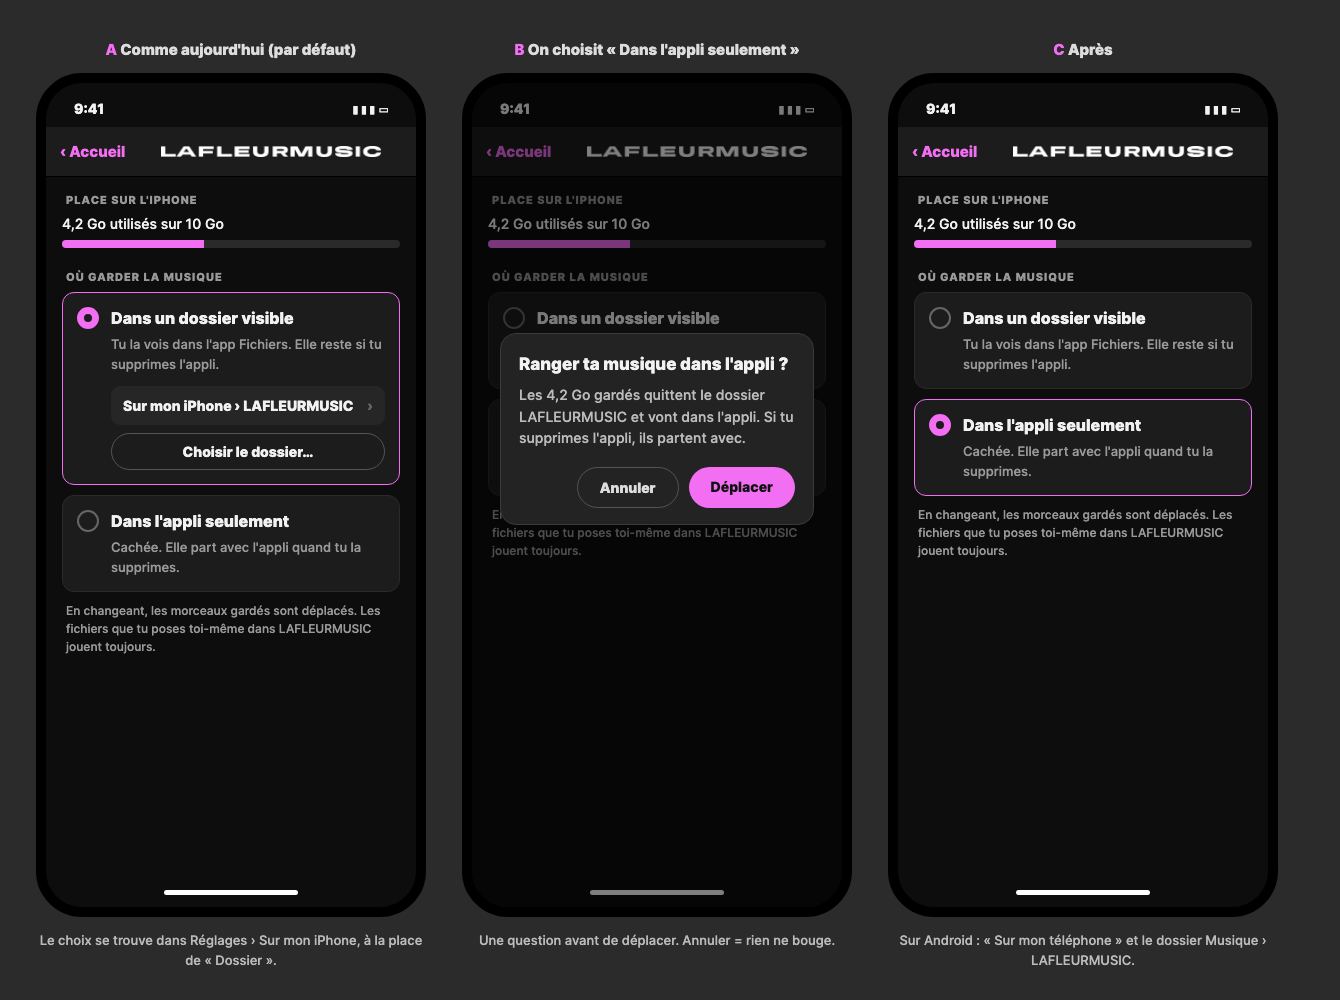 A Comme aujourd'hui (par défaut)
9:41
‹ Accueil
LAFLEURMUSIC
PLACE SUR L'IPHONE
4,2 Go utilisés sur 10 Go
OÙ GARDER LA MUSIQUE
Dans un dossier visible
Tu la vois dans l'app Fichiers. Elle reste si tu
supprimes l'appli.
Sur mon iPhone › LAFLEURMUSIC ›
Choisir le dossier...
Dans l'appli seulement
Cachée. Elle part avec l'appli quand tu la
supprimes.
En changeant, les morceaux gardés sont déplacés. Les
fichiers que tu poses toi-même dans LAFLEURMUSIC
jouent toujours.
Le choix se trouve dans Réglages › Sur mon iPhone, à la place
de « Dossier ».
B On choisit « Dans l'appli seulement »
9:41
‹ Accueil
LAFLEURMUSIC
PLACE SUR L'IPHONE
4,2 Go utilisés sur 10 Go
OÙ GARDER LA MUSIQUE
Dans un dossier visible
Ranger ta musique dans l'appli ?
Les 4,2 Go gardés quittent le dossier
LAFLEURMUSIC et vont dans l'appli. Si tu
supprimes l'appli, ils partent avec.
Annuler
Déplacer
fichiers que tu poses toi-même dans LAFLEURMUSIC
jouent toujours.
Une question avant de déplacer. Annuler = rien ne bouge.
C Après
9:41
‹ Accueil
LAFLEURMUSIC
PLACE SUR L'IPHONE
4,2 Go utilisés sur 10 Go
OÙ GARDER LA MUSIQUE
Dans un dossier visible
Tu la vois dans l'app Fichiers. Elle reste si tu
supprimes l'appli.
Dans l'appli seulement
Cachée. Elle part avec l'appli quand tu la
supprimes.
En changeant, les morceaux gardés sont déplacés. Les
fichiers que tu poses toi-même dans LAFLEURMUSIC
jouent toujours.
Sur Android : « Sur mon téléphone » et le dossier Musique ›
LAFLEURMUSIC.